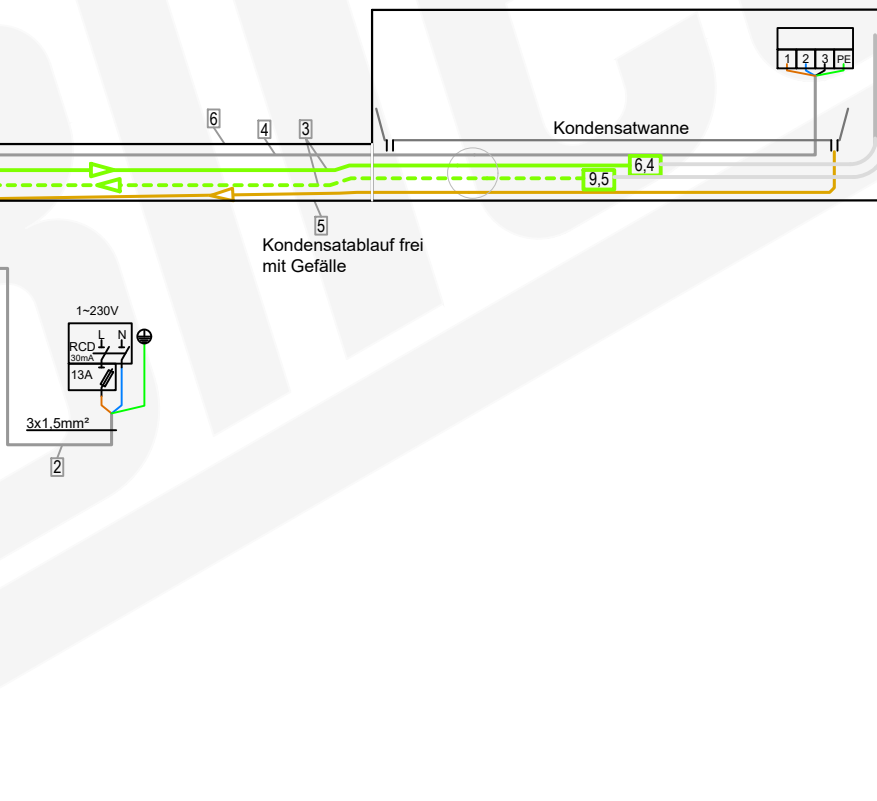 1 2 3 PE
6
4
3
Kondensatwanne
6,4
9,5
5
Kondensatablauf frei
mit Gefälle
1~230V
L N
RCD
30mA
13A
3x1,5mm²
2